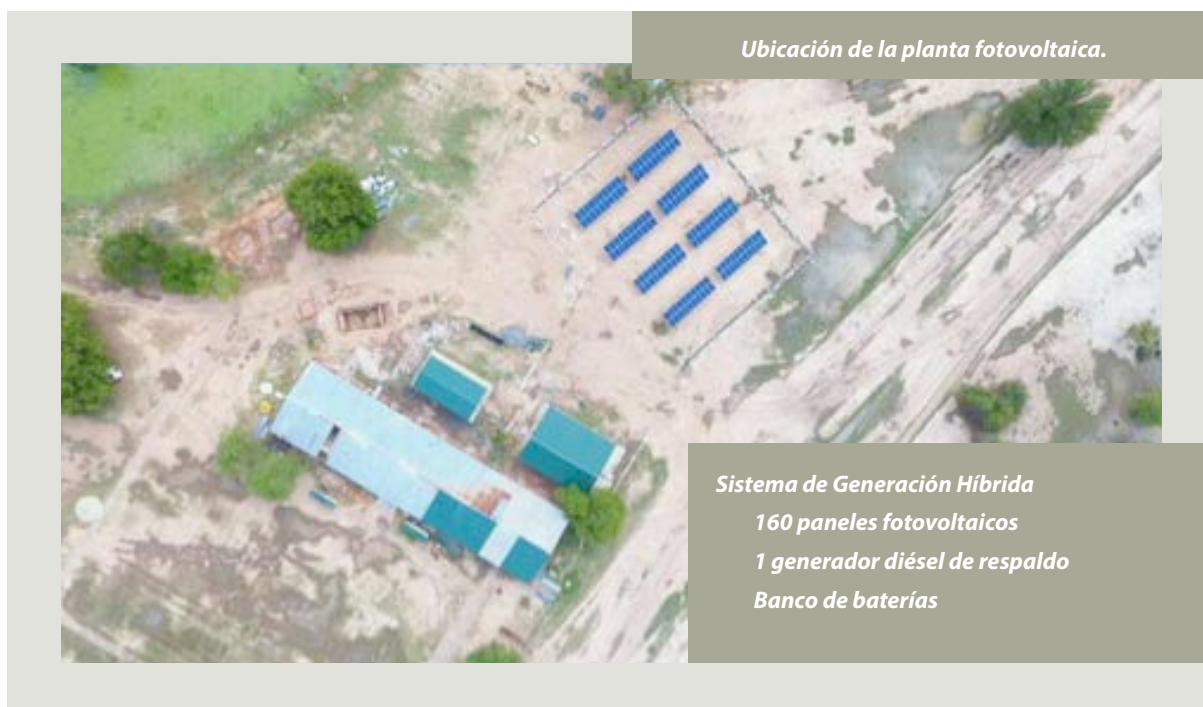 Ubicación de la planta fotovoltaica.
Sistema de Generación Híbrida
160 paneles fotovoltaicos
1 generador diésel de respaldo
Banco de baterías